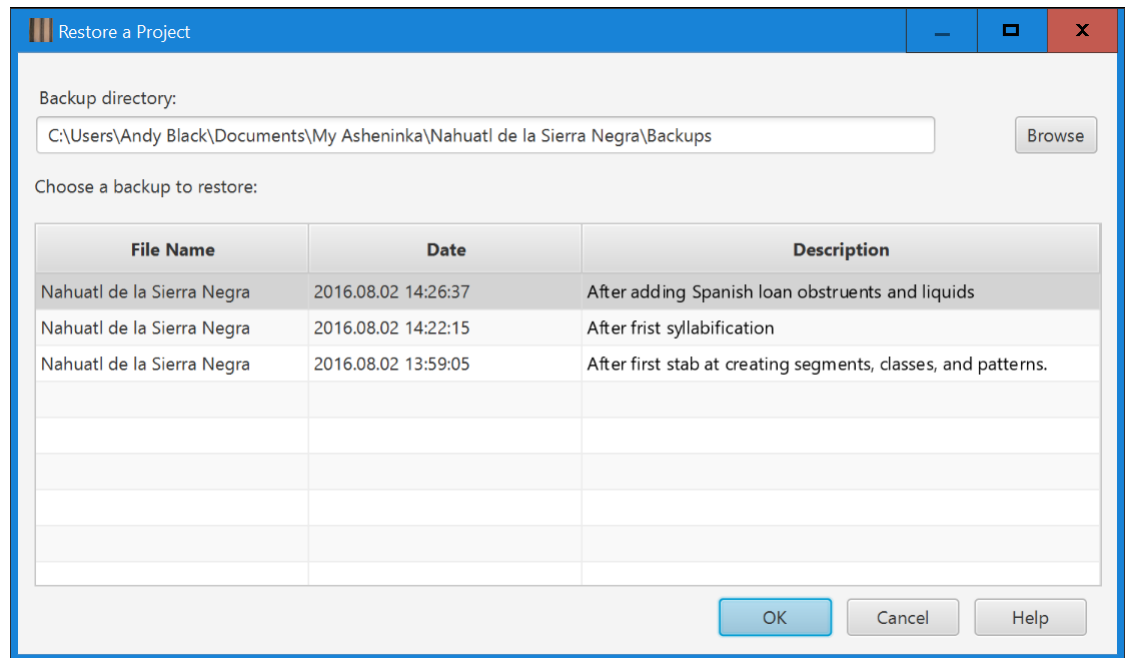 Restore a Project
Backup directory:
C:\Users\Andy Black\Documents\My Asheninka\Nahuatl de la Sierra Negra\Backups
Browse
Choose a backup to restore:
File Name Date Description
Nahuatl de la Sierra Negra 2016.08.02 14:26:37 After adding Spanish loan obstruents and liquids
Nahuatl de la Sierra Negra 2016.08.02 14:22:15 After frist syllabification
Nahuatl de la Sierra Negra 2016.08.02 13:59:05 After first stab at creating segments, classes, and patterns.
OK Cancel Help